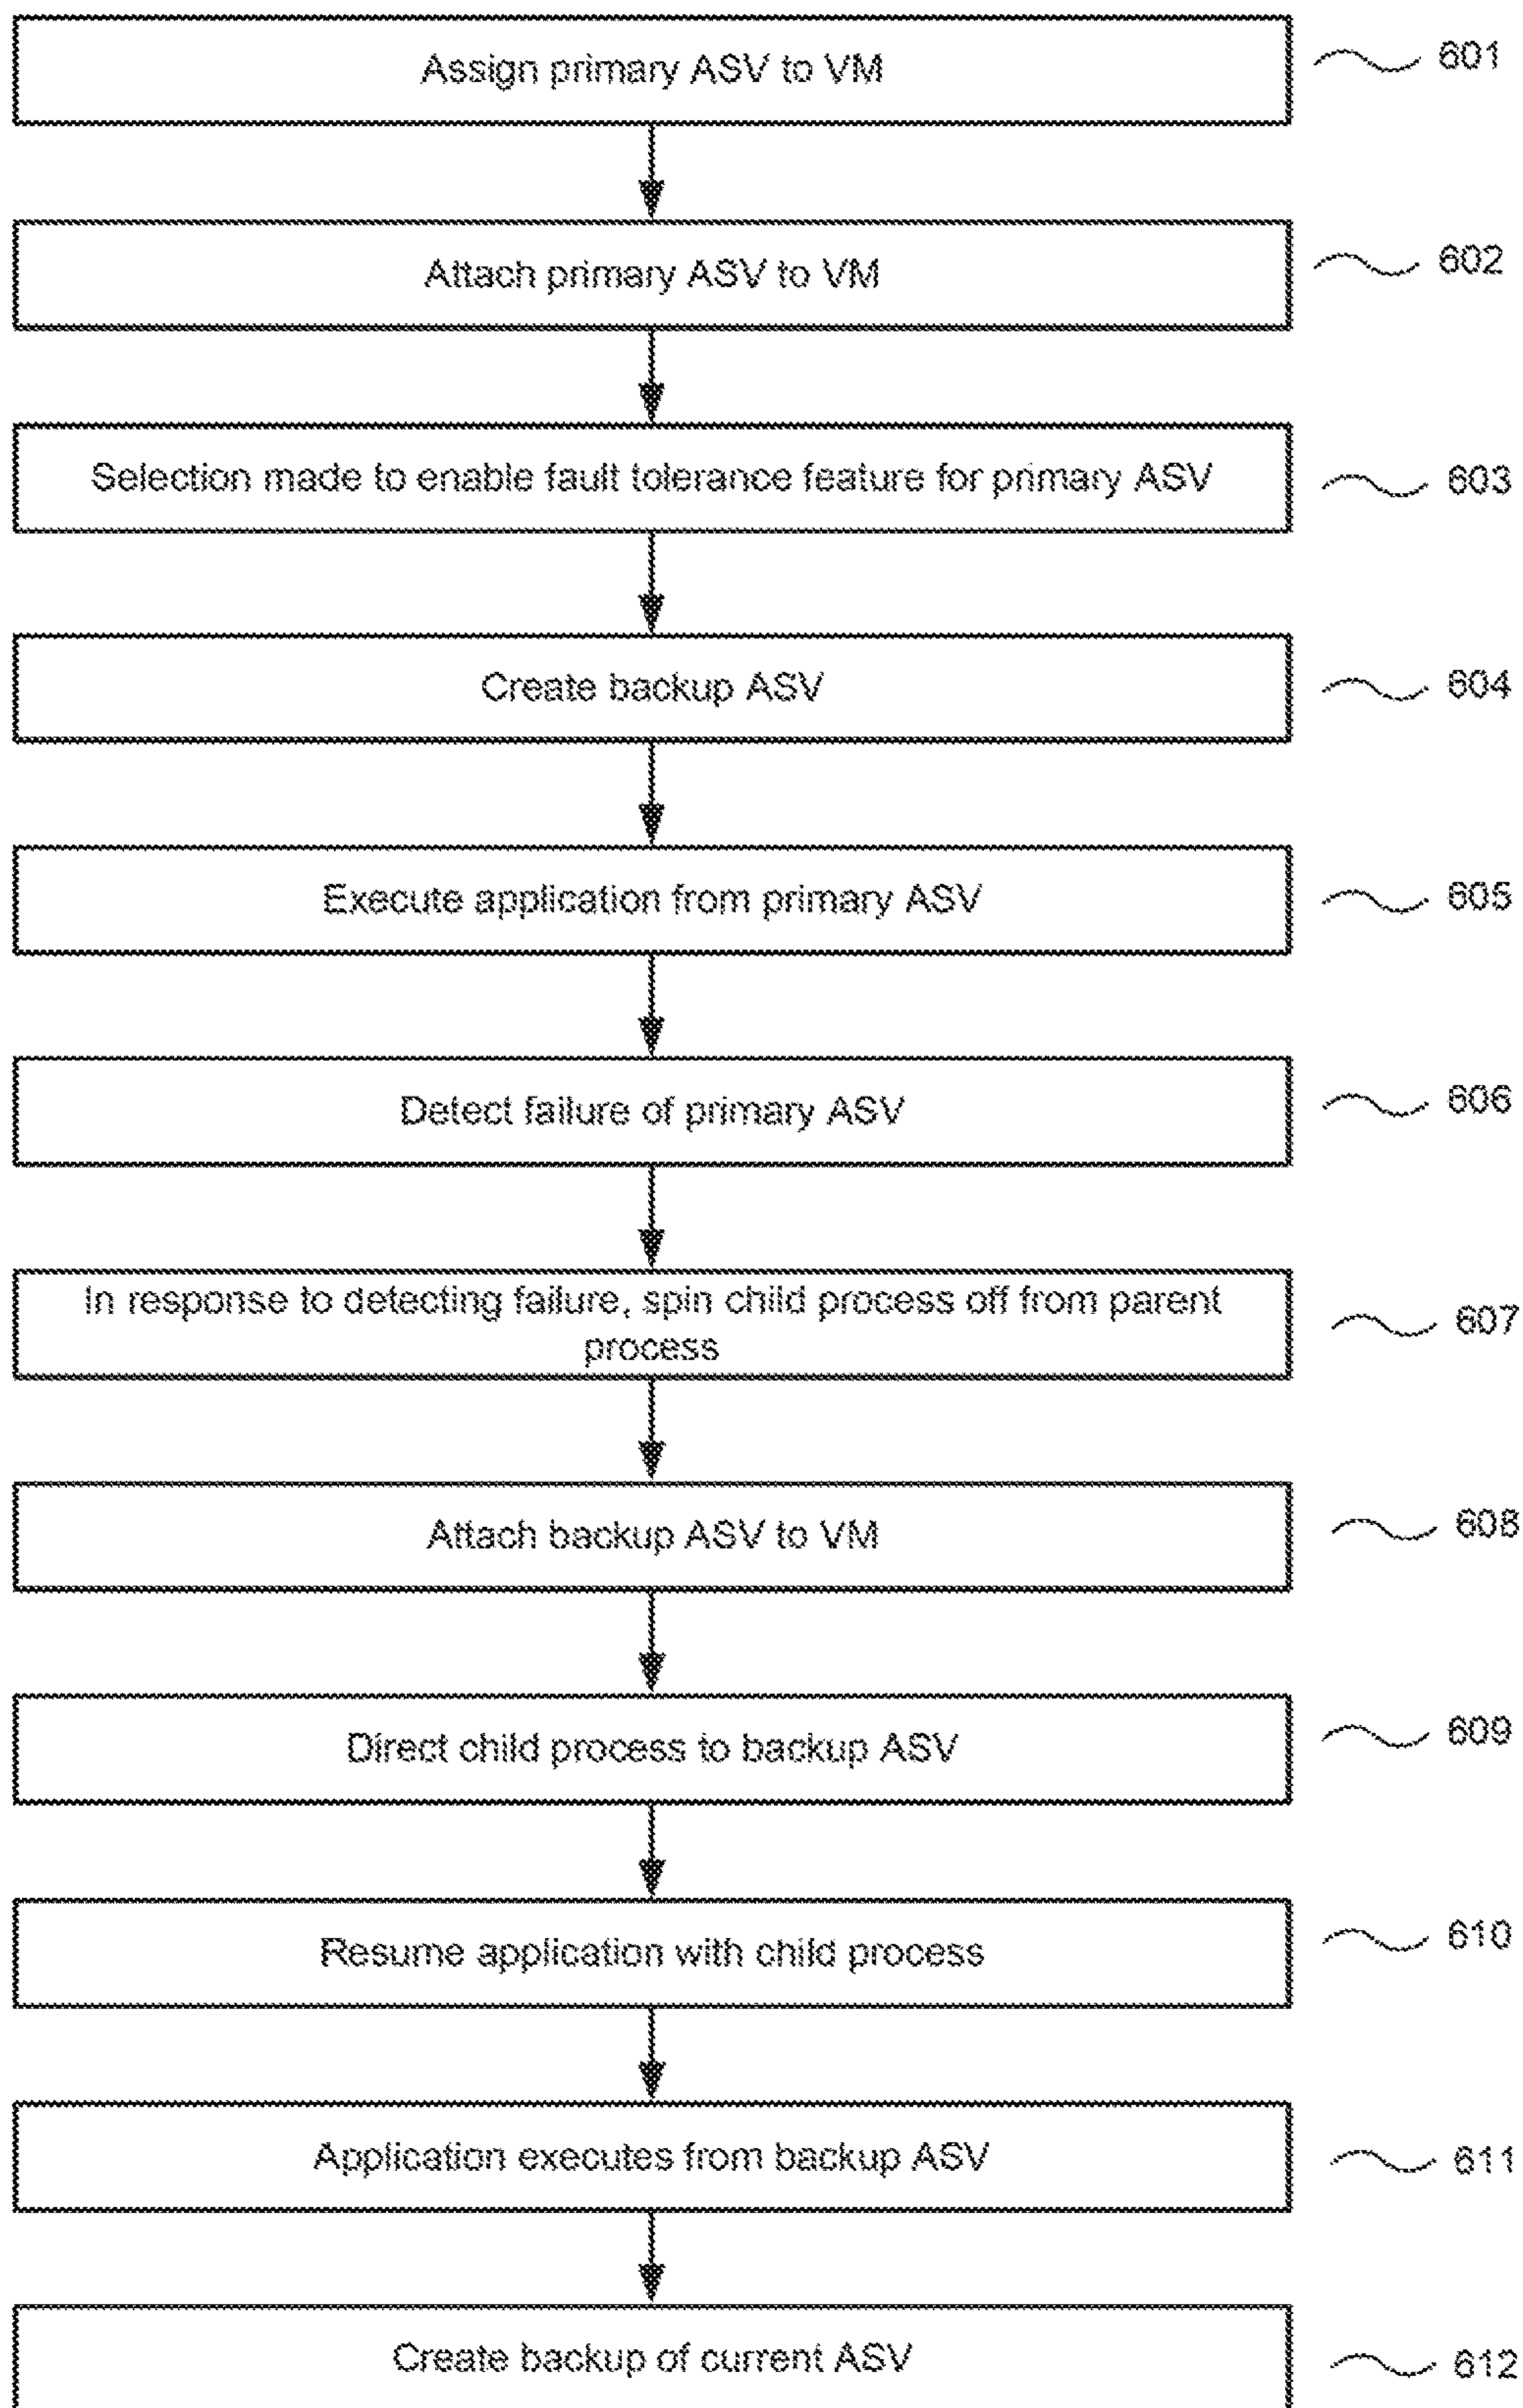 Assign primary ASV to VM
601
Attach primary ASV to VM
602
Selection made to enable fault tolerance feature for primary ASV
603
Create backup ASV
604
Execute application from primary ASV
605
Detect failure of primary ASV
606
In response to detecting failure, spin child process off from parent
process
607
Attach backup ASV to VM
608
Direct child process to backup ASV
609
Resume application with child process
610
Application executes from backup ASV
611
Create backup of current ASV
612